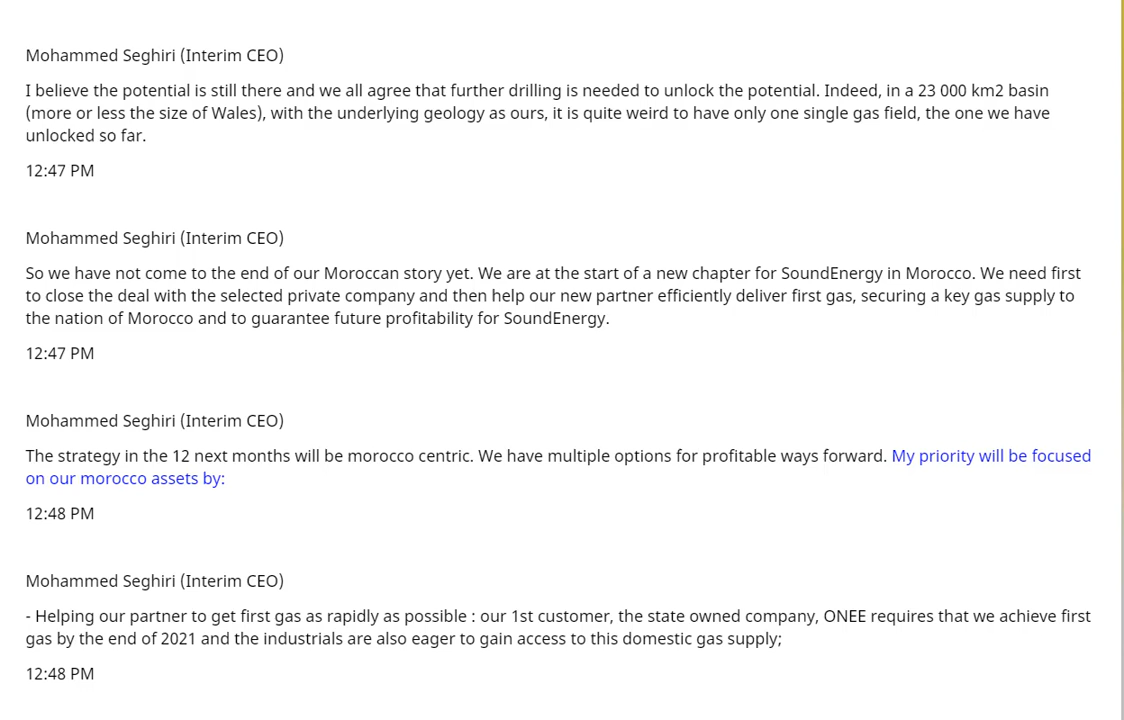 Mohammed Seghiri (Interim CEO)
I believe the potential is still there and we all agree that further drilling is needed to unlock the potential. Indeed, in a 23 000 km2 basin
(more or less the size of Wales), with the underlying geology as ours, it is quite weird to have only one single gas field, the one we have
unlocked so far.
12:47 PM
Mohammed Seghiri (Interim CEO)
So we have not come to the end of our Moroccan story yet. We are at the start of a new chapter for SoundEnergy in Morocco. We need first
to close the deal with the selected private company and then help our new partner efficiently deliver first gas, securing a key gas supply to
the nation of Morocco and to guarantee future profitability for SoundEnergy.
12:47 PM
Mohammed Seghiri (Interim CEO)
The strategy in the 12 next months will be morocco centric. We have multiple options for profitable ways forward. My priority will be focused
on our morocco assets by:
12:48 PM
Mohammed Seghiri (Interim CEO)
- Helping our partner to get first gas as rapidly as possible : our 1st customer, the state owned company, ONEE requires that we achieve first
gas by the end of 2021 and the industrials are also eager to gain access to this domestic gas supply;
12:48 PM